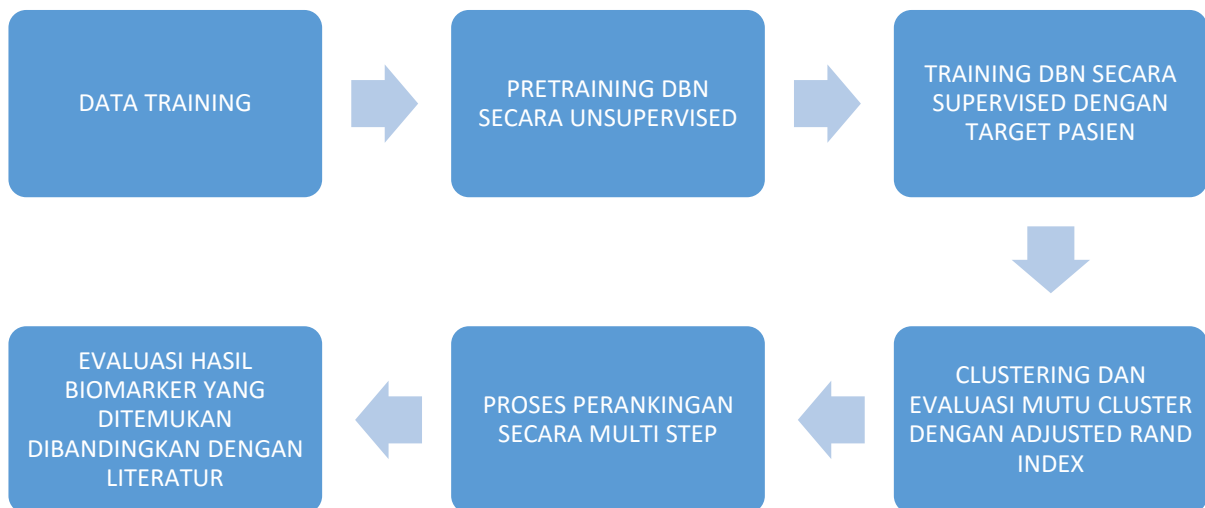 DATA TRAINING
PRETRAINING DBN
SECARA UNSUPERVISED
TRAINING DBN SECARA
SUPERVISED DENGAN
TARGET PASIEN
CLUSTERING DAN
EVALUASI MUTU CLUSTER
DENGAN ADJUSTED RAND
INDEX
PROSES PERANKINGAN
SECARA MULTI STEP
EVALUASI HASIL
BIOMARKER YANG
DITEMUKAN
DIBANDINGKAN DENGAN
LITERATUR